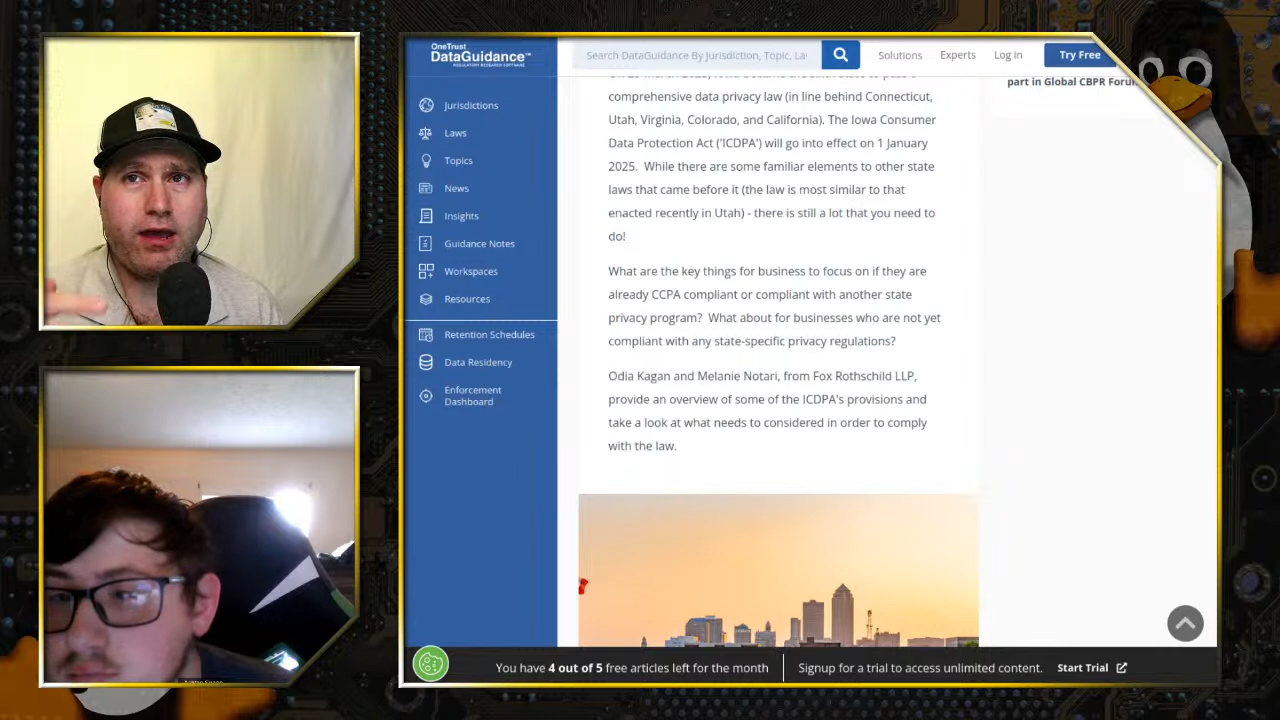 OneTrust
DataGuidance™
REGULATORY RESEARCH SOFTWARE
Search DataGuidance By Jurisdiction, Topic, La
Solutions
Experts
Log in
Try Free
Jurisdictions
Laws
Topics
News
Insights
Guidance Notes
Workspaces
Resources
Retention Schedules
Data Residency
Enforcement
Dashboard
comprehensive data privacy law (in line behind Connecticut,
Utah, Virginia, Colorado, and California). The Iowa Consumer
Data Protection Act ('ICDPA') will go into effect on 1 January
2025. While there are some familiar elements to other state
laws that came before it (the law is most similar to that
enacted recently in Utah) - there is still a lot that you need to
do!
What are the key things for business to focus on if they are
already CCPA compliant or compliant with another state
privacy program? What about for businesses who are not yet
compliant with any state-specific privacy regulations?
Odia Kagan and Melanie Notari, from Fox Rothschild LLP,
provide an overview of some of the ICDPA's provisions and
take a look at what needs to considered in order to comply
with the law.
part in Global CBPR Foru
You have 4 out of 5 free articles left for the month
Signup for a trial to access unlimited content.
Start Trial